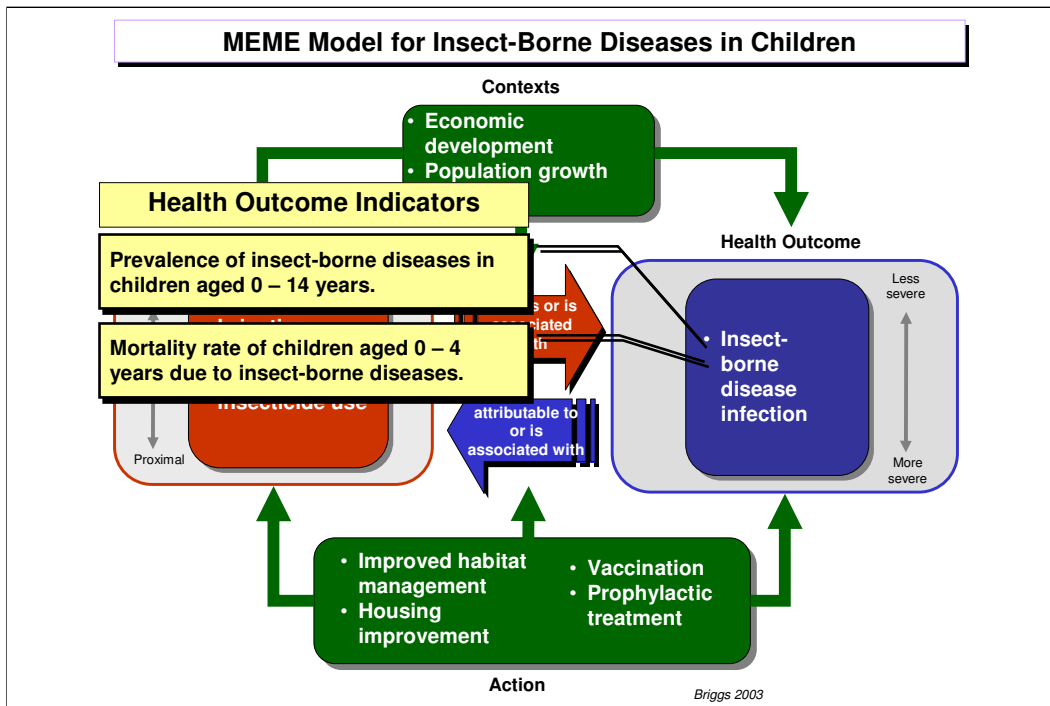 MEME Model for Insect-Borne Diseases in Children
Contexts
• Economic
development
• Population growth
Health Outcome Indicators
Prevalence of insect-borne diseases in
children aged 0 – 14 years.
Mortality rate of children aged 0 – 4
years due to insect-borne diseases.
Insecticide use
Proximal
or is
associated
attributable to
or is
associated with
Health Outcome
Less
severe
• Insect-
borne
disease
infection
More
severe
• Improved habitat
management
• Housing
improvement
• Vaccination
• Prophylactic
treatment
Action
Briggs 2003